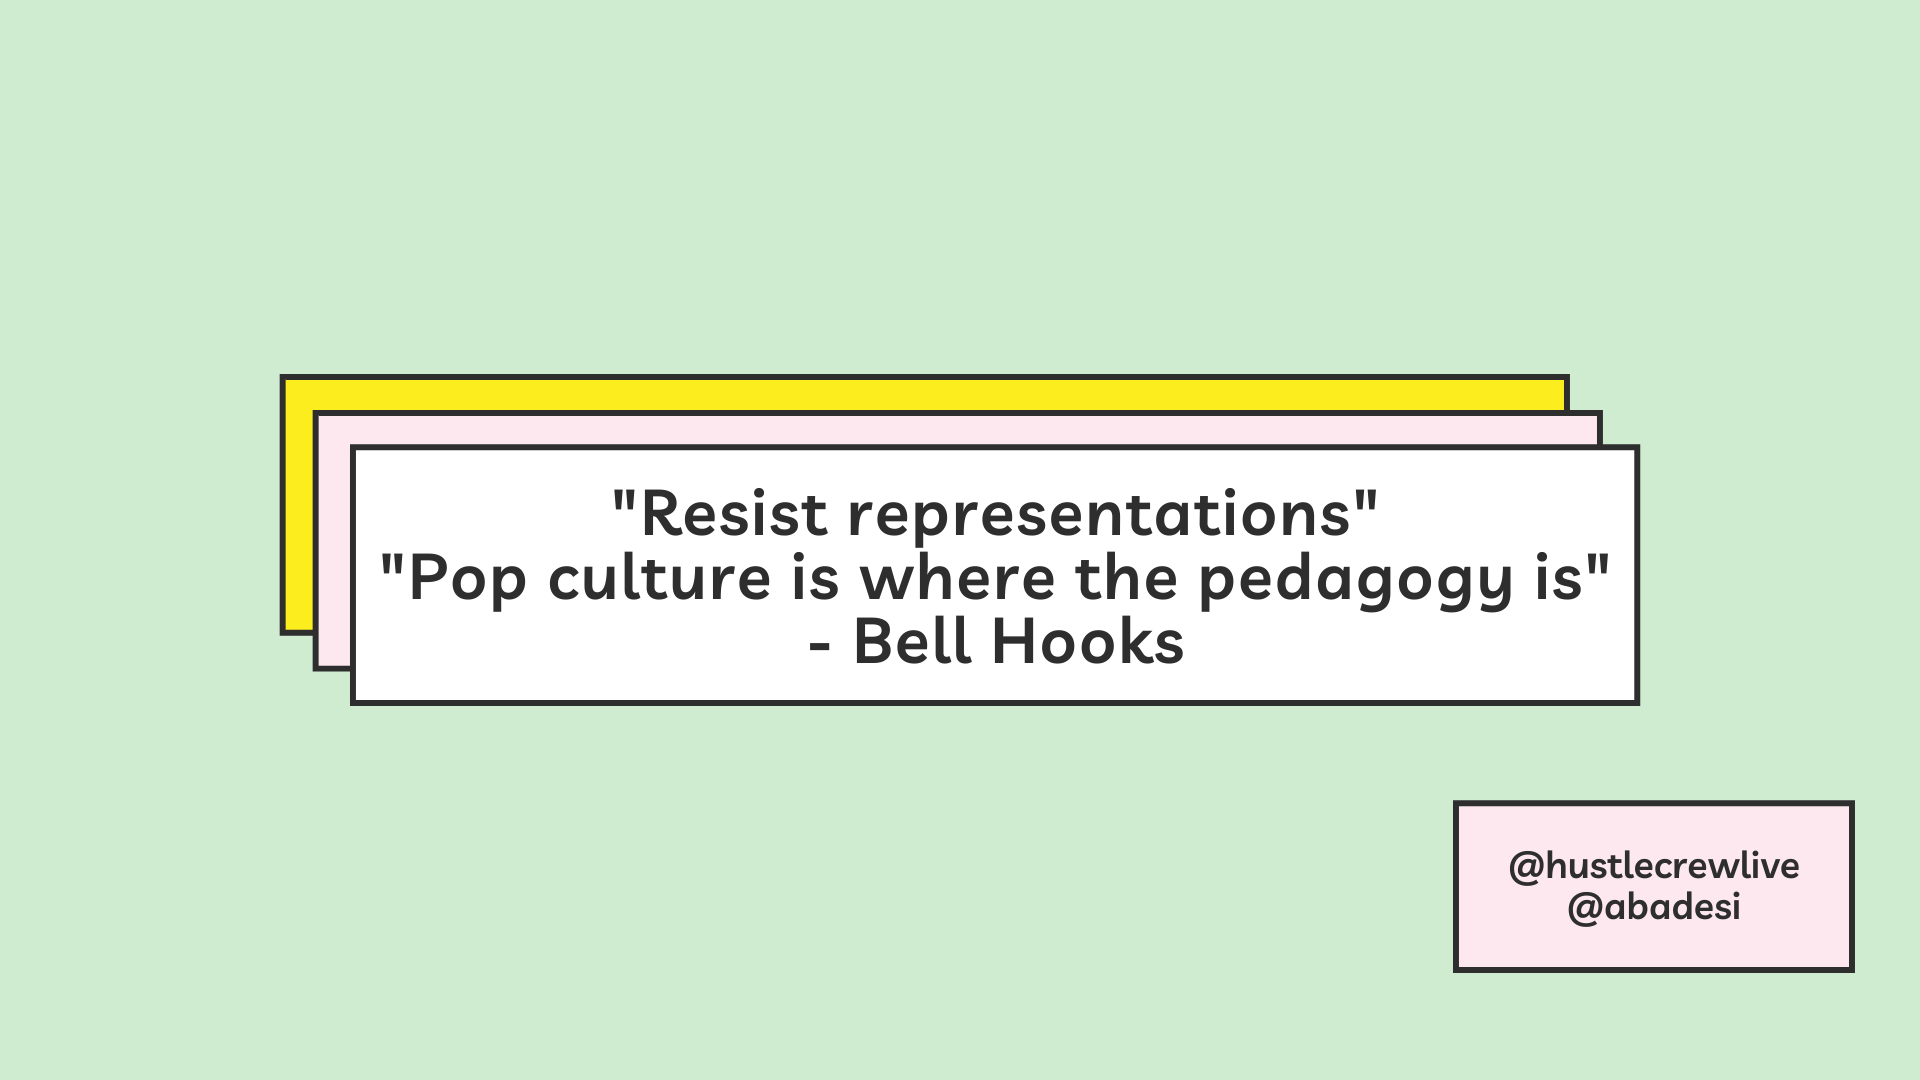 "Resist representations"
"Pop culture is where the pedagogy is"
- Bell Hooks
@hustlecrewlive
@abadesi